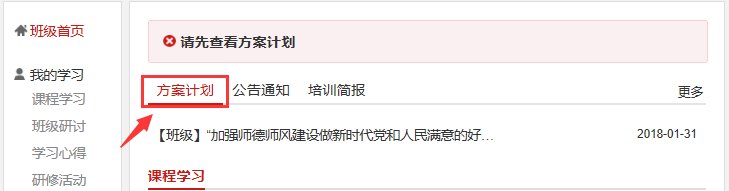 班级首页
我的学习
课程学习
班级研讨
学习心得
研修活动
请先查看方案计划
方案计划 公告通知 培训简报 更多
【班级】“加强师德师风建设做新时代党和人民满意的好... 2018-01-31
课程学习